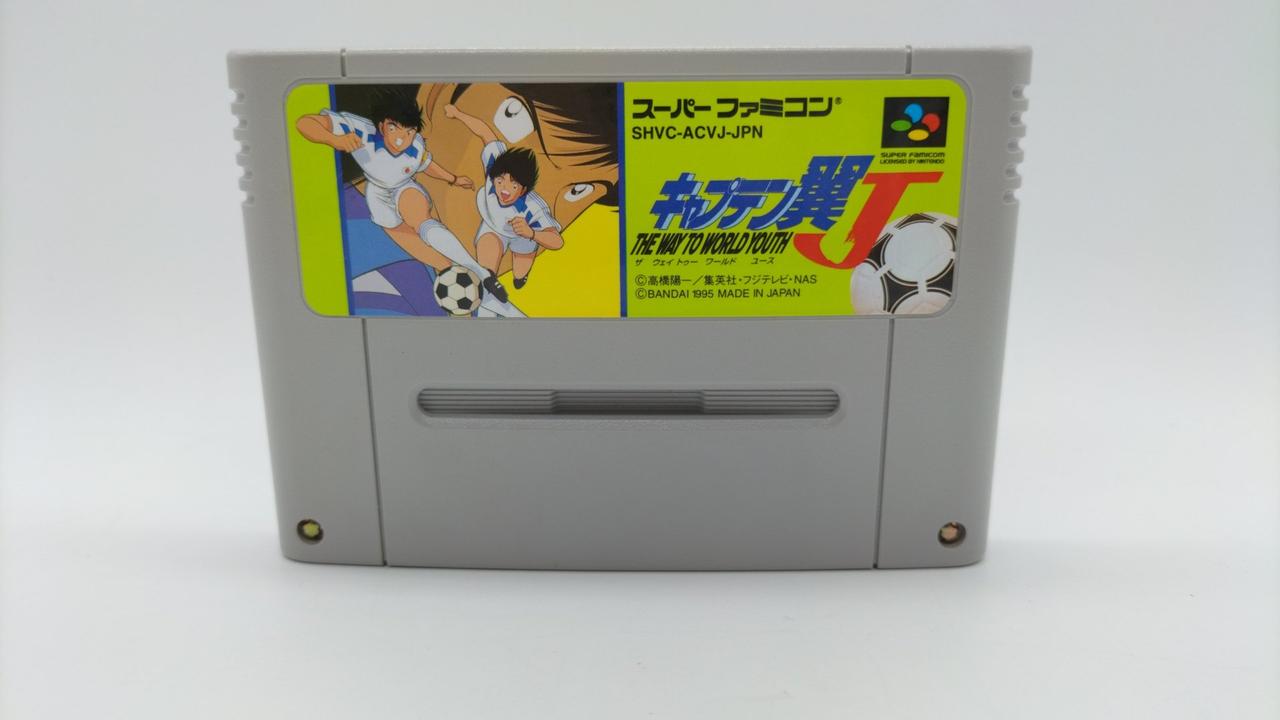 スーパーファミコン®
SHVC-ACVJ-JPN
SUPER FAMICOM
LICENSED BY NINTENDO
キャプテン翼J
THE WAY TO WORLD YOUTH
ザ ウェイ トゥー ワールド ユース
©高橋陽一／集英社・フジテレビ・NAS
©BANDAI 1995 MADE IN JAPAN